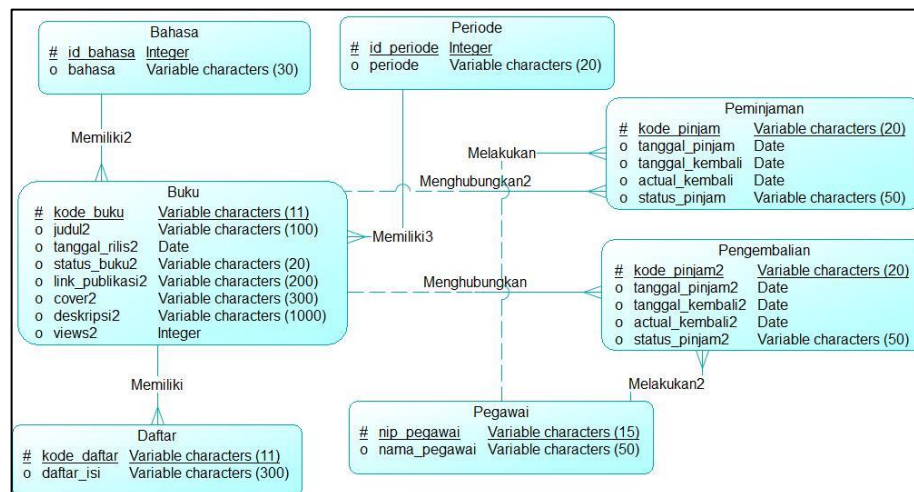 Bahasa
# id_bahasa Integer
o bahasa Variable characters (30)
Periode
# id_periode Integer
o periode Variable characters (20)
Memiliki2
Peminjaman
# kode_pinjam Variable characters (20)
o tanggal_pinjam Date
o tanggal_kembali Date
o actual_kembali Date
o status_pinjam Variable characters (50)
Melakukan
Menghubungkan2
Buku
# kode_buku Variable characters (11)
o judul2 Variable characters (100)
o tanggal_rilis2 Date
o status_buku2 Variable characters (20)
o link_publikasi2 Variable characters (200)
o cover2 Variable characters (300)
o deskripsi2 Variable characters (1000)
o views2 Integer
Memiliki3
Menghubungkan
Pengembalian
# kode_pinjam2 Variable characters (20)
o tanggal_pinjam2 Date
o tanggal_kembali2 Date
o actual_kembali2 Date
o status_pinjam2 Variable characters (50)
Memiliki
Melakukan2
Daftar
# kode_daftar Variable characters (11)
o daftar_isi Variable characters (300)
Pegawai
# nip_pegawai Variable characters (15)
o nama_pegawai Variable characters (50)